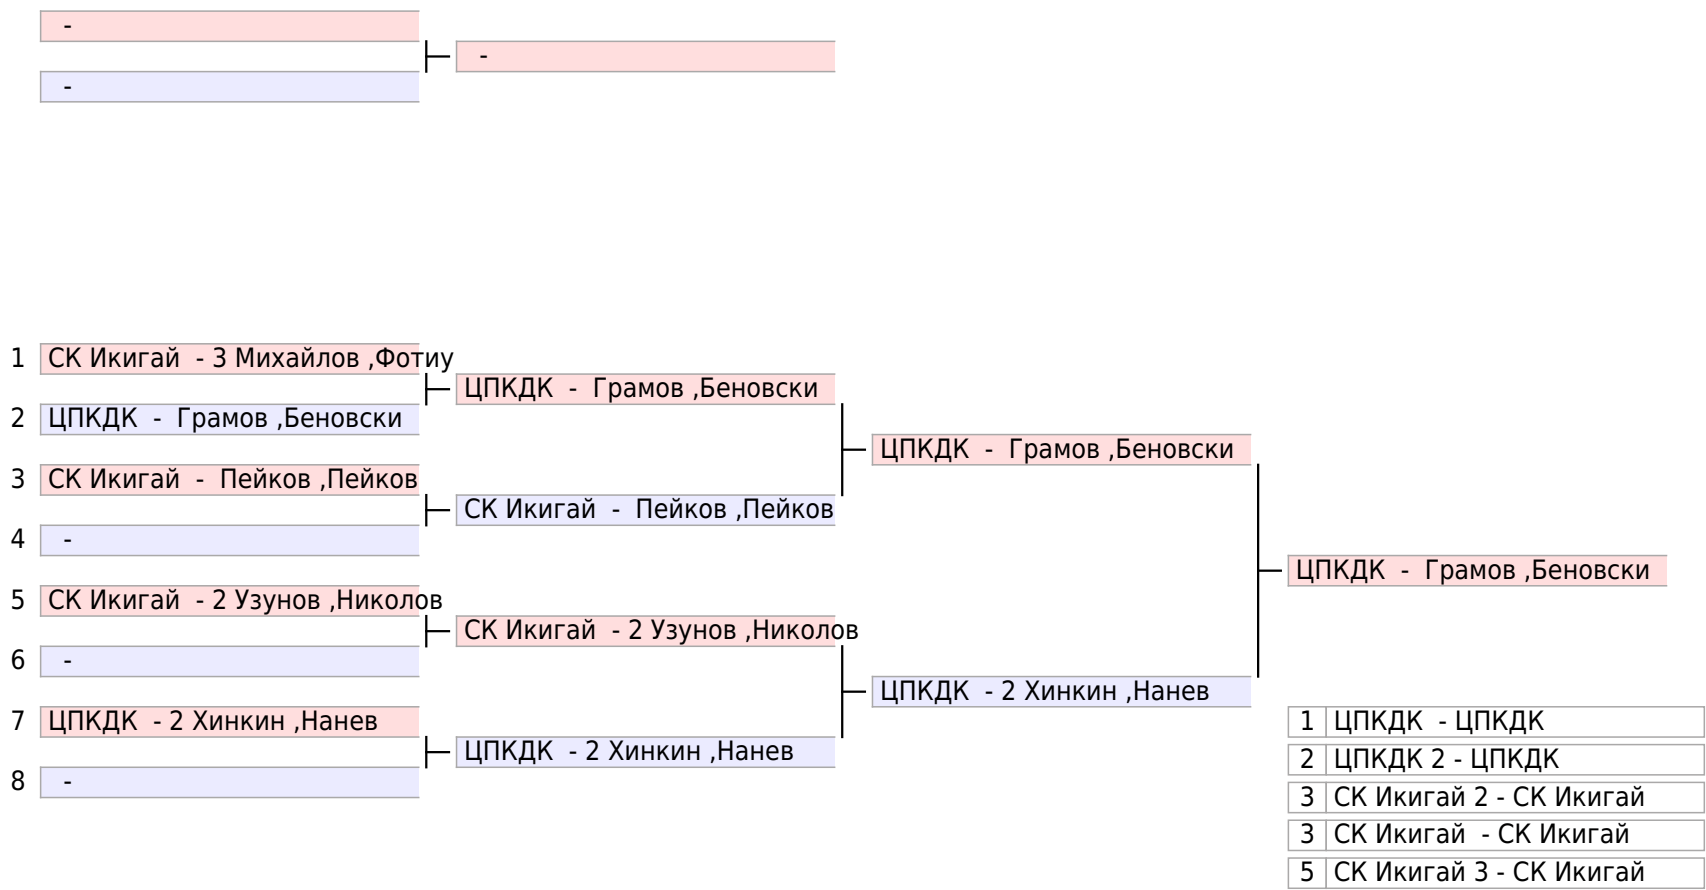 -
-
-
1 СК Икигай - 3 Михайлов ,Фотиу
ЦПКДК - Грамов ,Беновски
2 ЦПКДК - Грамов ,Беновски
ЦПКДК - Грамов ,Беновски
3 СК Икигай - Пейков ,Пейков
СК Икигай - Пейков ,Пейков
4 -
ЦПКДК - Грамов ,Беновски
5 СК Икигай - 2 Узунов ,Николов
СК Икигай - 2 Узунов ,Николов
6 -
ЦПКДК - 2 Хинкин ,Нанев
7 ЦПКДК - 2 Хинкин ,Нанев
ЦПКДК - 2 Хинкин ,Нанев
8 -
1 ЦПКДК - ЦПКДК
2 ЦПКДК 2 - ЦПКДК
3 СК Икигай 2 - СК Икигай
3 СК Икигай - СК Икигай
5 СК Икигай 3 - СК Икигай